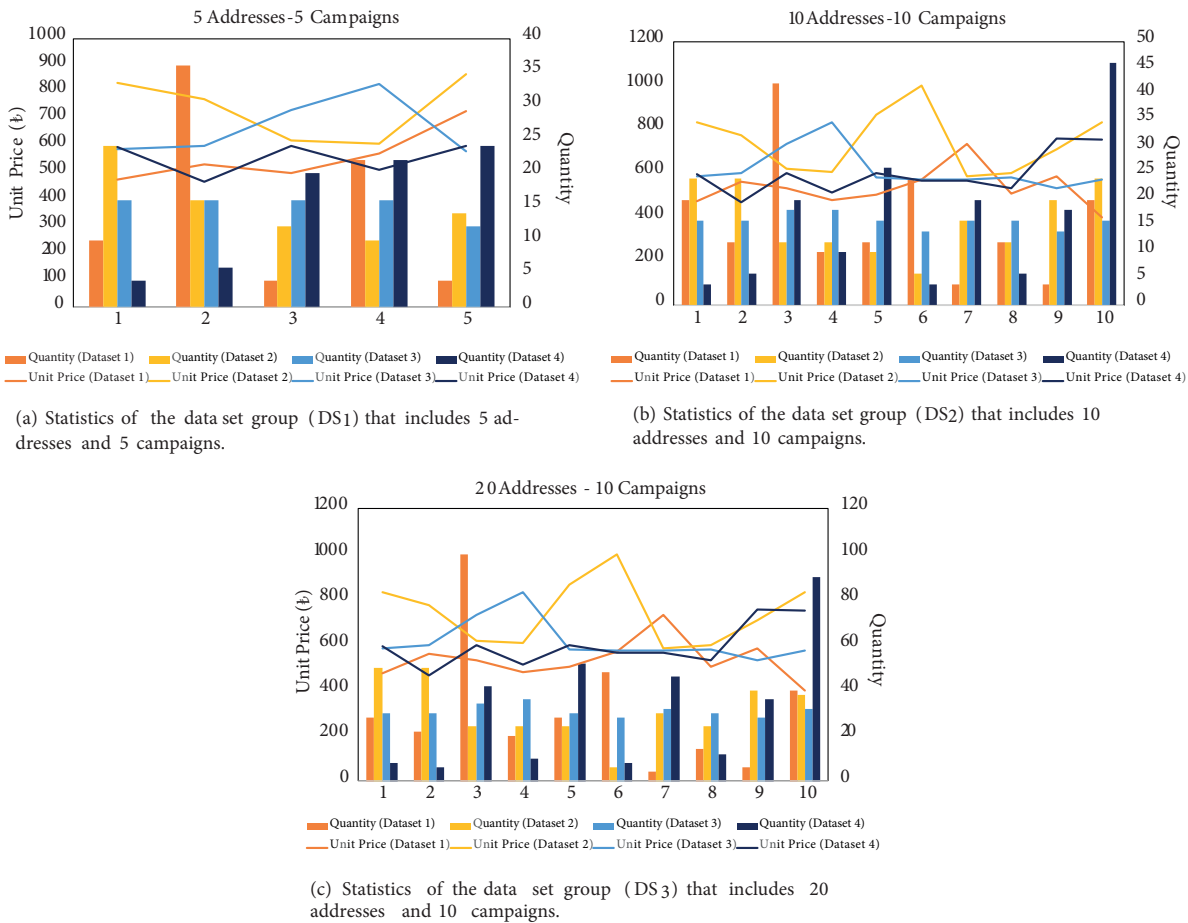 5 Addresses-5 Campaigns
1000 900 800 700 600 500 400 300 200 100 0
Unit Price (₺)
40 35 30 25 20 15 10 5 0
Quantity
1 2 3 4 5
Quantity (Dataset 1) Quantity (Dataset 2) Quantity (Dataset 3) Quantity (Dataset 4)
Unit Price (Dataset 1) Unit Price (Dataset 2) Unit Price (Dataset 3) Unit Price (Dataset 4)
(a) Statistics of the data set group (DS1) that includes 5 ad-
dresses and 5 campaigns.
10 Addresses-10 Campaigns
1200 1000 800 600 400 200 0
50 45 40 35 30 25 20 15 10 5 0
Quantity
1 2 3 4 5 6 7 8 9 10
Quantity (Dataset 1) Quantity (Dataset 2) Quantity (Dataset 3) Quantity (Dataset 4)
Unit Price (Dataset 1) Unit Price (Dataset 2) Unit Price (Dataset 3) Unit Price (Dataset 4)
(b) Statistics of the data set group (DS2) that includes 10
addresses and 10 campaigns.
20 Addresses - 10 Campaigns
1200 1000 800 600 400 200 0
Unit Price (₺)
120 100 80 60 40 20 0
Quantity
1 2 3 4 5 6 7 8 9 10
Quantity (Dataset 1) Quantity (Dataset 2) Quantity (Dataset 3) Quantity (Dataset 4)
Unit Price (Dataset 1) Unit Price (Dataset 2) Unit Price (Dataset 3) Unit Price (Dataset 4)
(c) Statistics of the data set group (DS3) that includes 20
addresses and 10 campaigns.